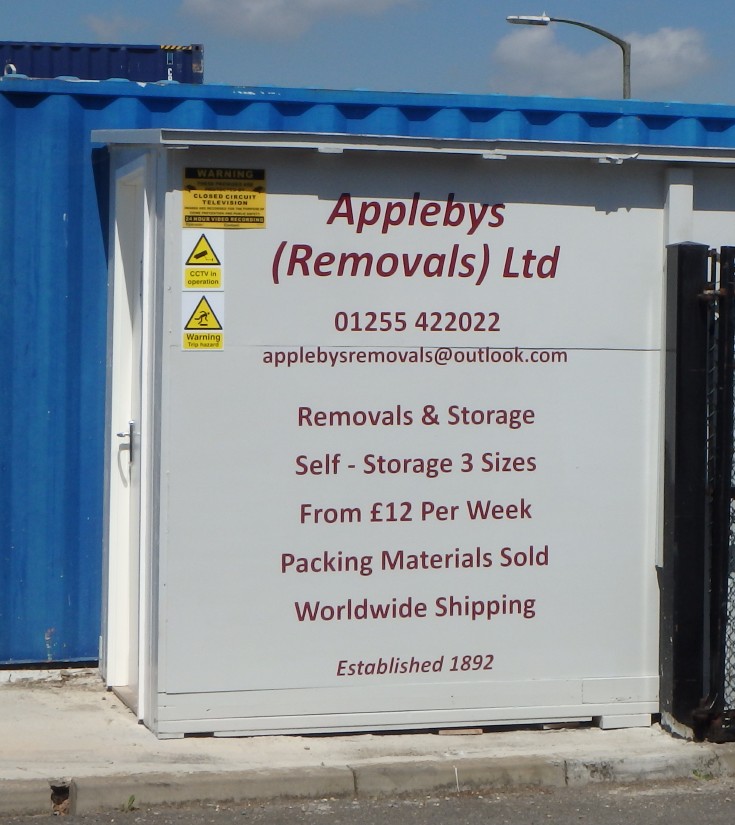 WARNING
CLOSED CIRCUIT
TELEVISION
24 HOUR VIDEO RECORDING
CCTV in
operation
Warning
Trip hazard
Applebys
(Removals) Ltd
01255 422022
applebysremovals@outlook.com
Removals & Storage
Self - Storage 3 Sizes
From £12 Per Week
Packing Materials Sold
Worldwide Shipping
Established 1892